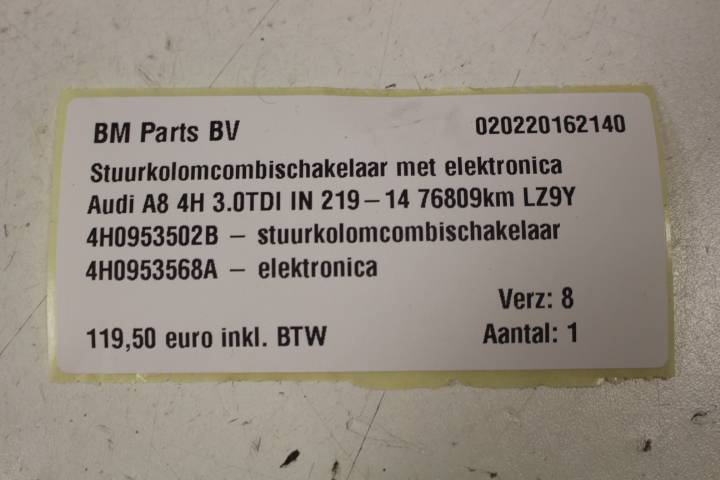 BM Parts BV 020220162140
Stuurkolomcombischakelaar met elektronica
Audi A8 4H 3.0TDI IN 219-14 76809km LZ9Y
4H0953502B - stuurkolomcombischakelaar
4H0953568A - elektronica
Verz: 8
119,50 euro inkl. BTW Aantal: 1